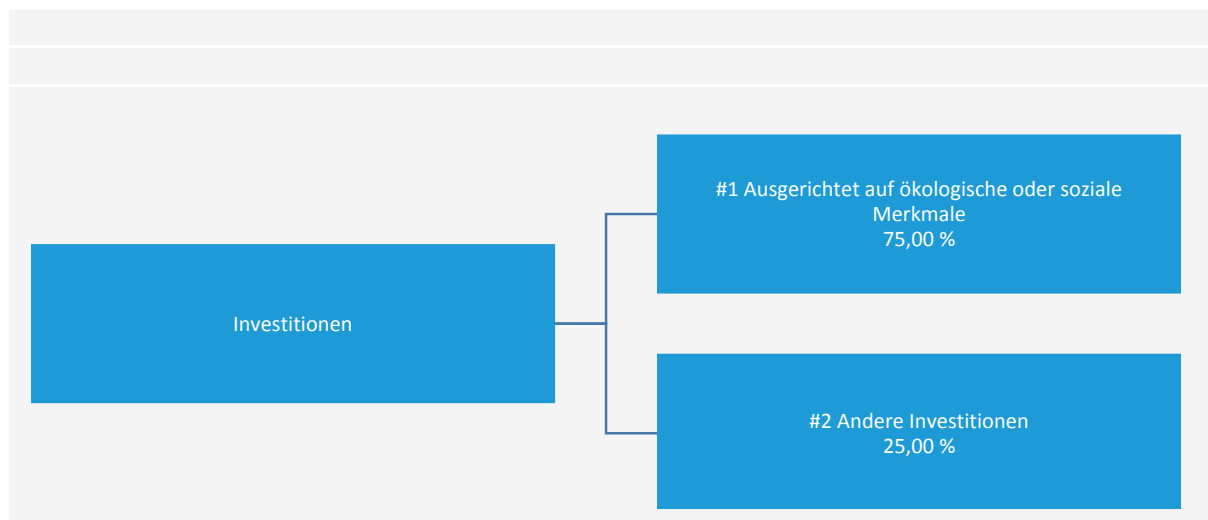 #1 Ausgerichtet auf ökologische oder soziale
Merkmale
75,00 %
Investitionen
#2 Andere Investitionen
25,00 %